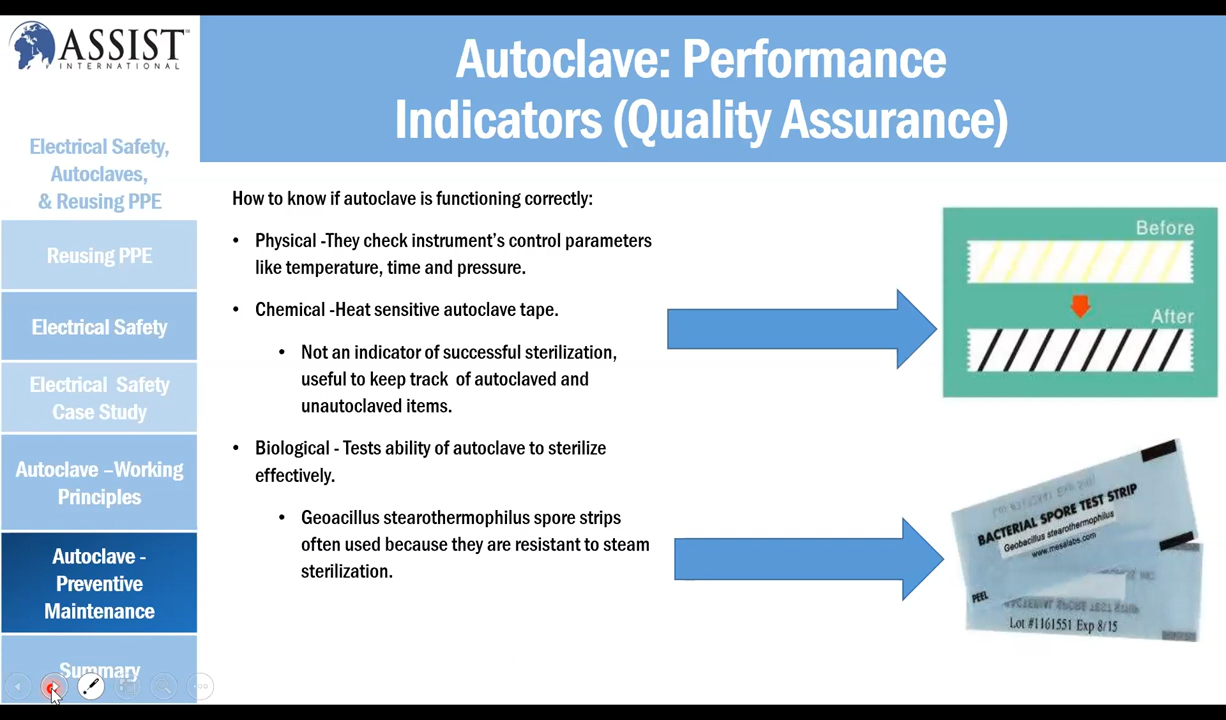 ASSIST
INTERNATIONAL
Autoclave: Performance
Indicators (Quality Assurance)
Electrical Safety,
Autoclaves,
& Reusing PPE
Reusing PPE
Electrical Safety
Electrical Safety
Case Study
Autoclave –Working
Principles
Autoclave -
Preventive
Maintenance
Summary
How to know if autoclave is functioning correctly:
• Physical -They check instrument's control parameters
like temperature, time and pressure.
• Chemical -Heat sensitive autoclave tape.
• Not an indicator of successful sterilization,
useful to keep track of autoclaved and
unautoclaved items.
• Biological - Tests ability of autoclave to sterilize
effectively.
• Geoacillus stearothermophilus spore strips
often used because they are resistant to steam
sterilization.
Before
After
BACTERIAL SPORE TEST STRIP
Geobacillus stearothermophilus
www.mesalabs.com
PEEL
Lot #1161551 Exp 8/15